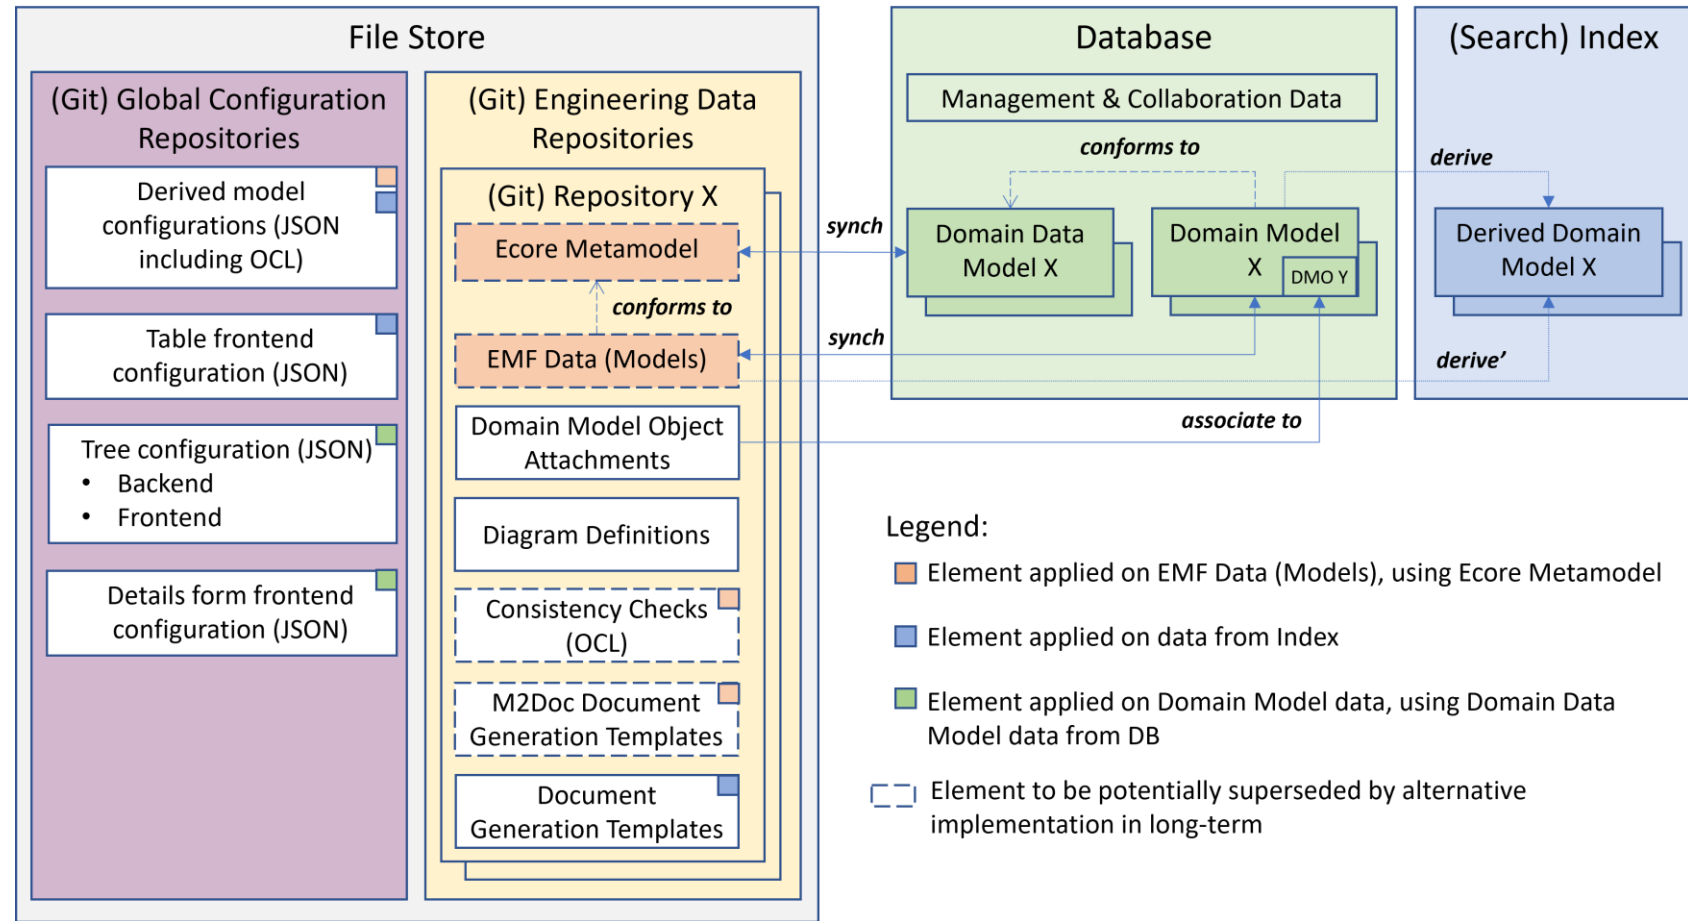 File Store
(Git) Global Configuration
Repositories
Derived model
configurations (JSON
including OCL)
Table frontend
configuration (JSON)
Tree configuration (JSON)
• Backend
• Frontend
Details form frontend
configuration (JSON)
(Git) Engineering Data
Repositories
(Git) Repository X
Ecore Metamodel
conforms to
EMF Data (Models)
Domain Model Object
Attachments
Diagram Definitions
Consistency Checks
(OCL)
M2Doc Document
Generation Templates
Document
Generation Templates
synch
synch
Database
Management & Collaboration Data
conforms to
Domain Data
Model X
Domain Model
X
DMO Y
associate to
(Search) Index
derive
Derived Domain
Model X
derive’
Legend:
Element applied on EMF Data (Models), using Ecore Metamodel
Element applied on data from Index
Element applied on Domain Model data, using Domain Data
Model data from DB
Element to be potentially superseded by alternative
implementation in long-term